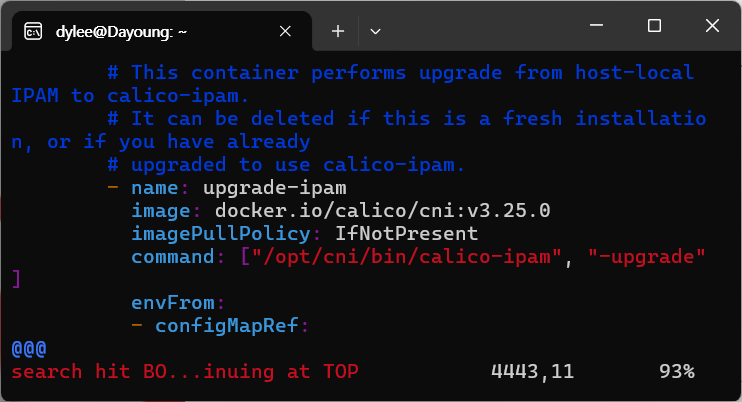 dylee@Dayoung: ~
# This container performs upgrade from host-local
IPAM to calico-ipam.
# It can be deleted if this is a fresh installatio
n, or if you have already
# upgraded to use calico-ipam.
- name: upgrade-ipam
image: docker.io/calico/cni:v3.25.0
imagePullPolicy: IfNotPresent
command: ["/opt/cni/bin/calico-ipam", "-upgrade"
]
envFrom:
- configMapRef:
@@@
search hit BO...inuing at TOP 4443,11 93%